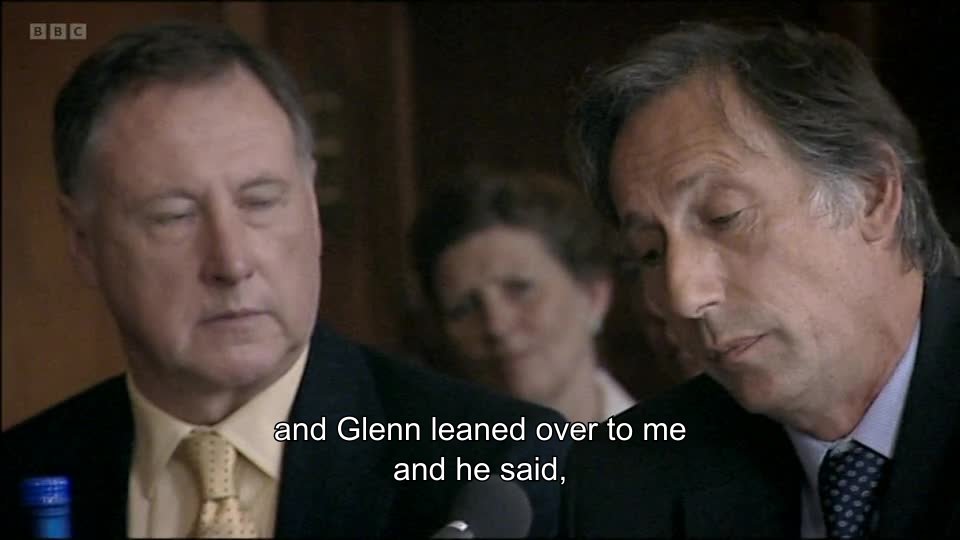 BBC
and Glenn leaned over to me
and he said,